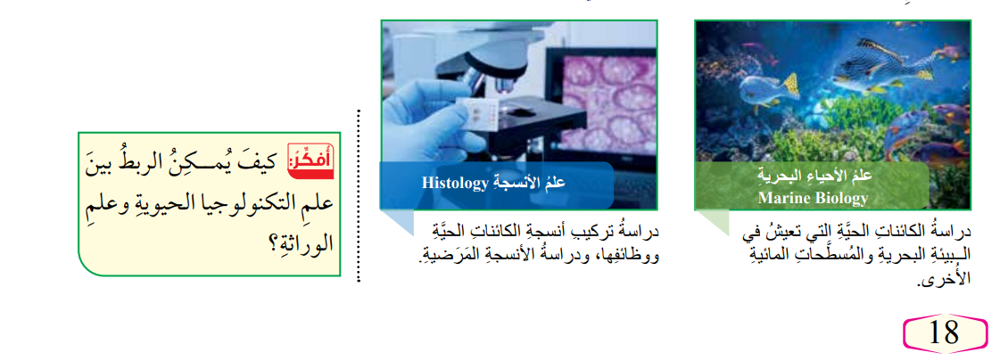 علمُ الأحياءِ البحريةِ
Marine Biology
دراسةُ الكائناتِ الحيَّةِ التي تعيشُ في
الـبيئةِ البحريةِ والمُسطَّحاتِ المائيةِ
الأُخرى.
علمُ الأنسجةِ Histology
دراسةُ تركيبِ أنسجةِ الكائناتِ الحيَّةِ
ووظائفِها، ودراسةُ الأنسجةِ المَرَضيةِ.
أُفكِّرُ: كيفَ يُمـكِنُ الربطُ بينَ
علمِ التكنولوجيا الحيويةِ وعلمِ
الوراثةِ؟
18